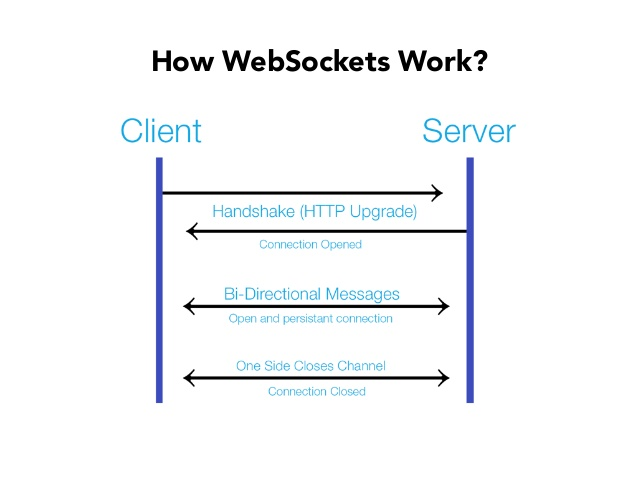 How WebSockets Work?
Client
Server
Handshake (HTTP Upgrade)
Connection Opened
Bi-Directional Messages
Open and persistant connection
One Side Closes Channel
Connection Closed